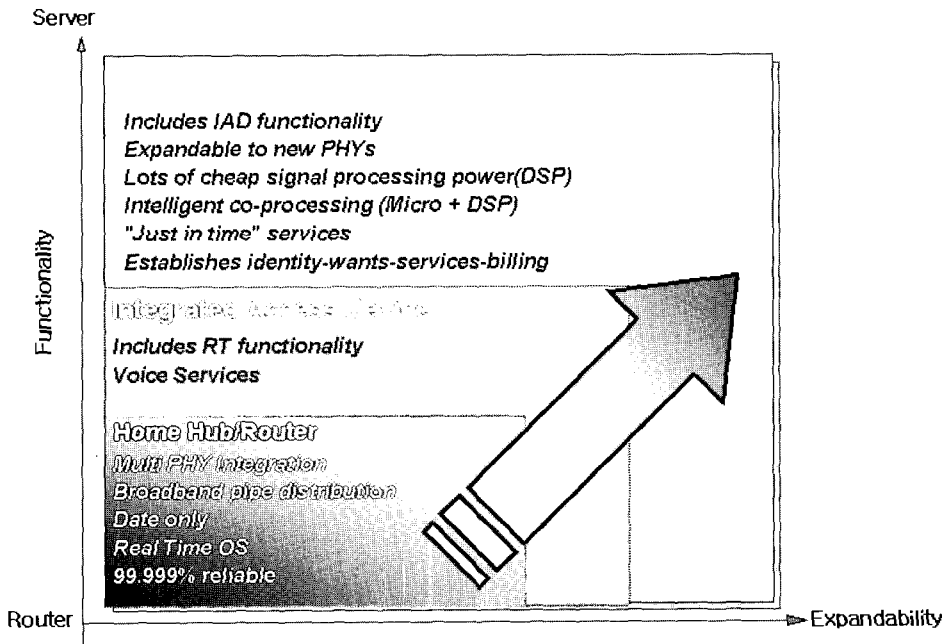 Server
Includes IAD functionality
Expandable to new PHYs
Lots of cheap signal processing power(DSP)
Intelligent co-processing (Micro + DSP)
"Just in time" services
Establishes identity-wants-services-billing
Functionality
Integrated Access Device
Includes RT functionality
Voice Services
Home Hub/Router
Multi PHY Integration
Broadband pipe distribution
Date only
Real Time OS
99.999% reliable
Router
Expandability